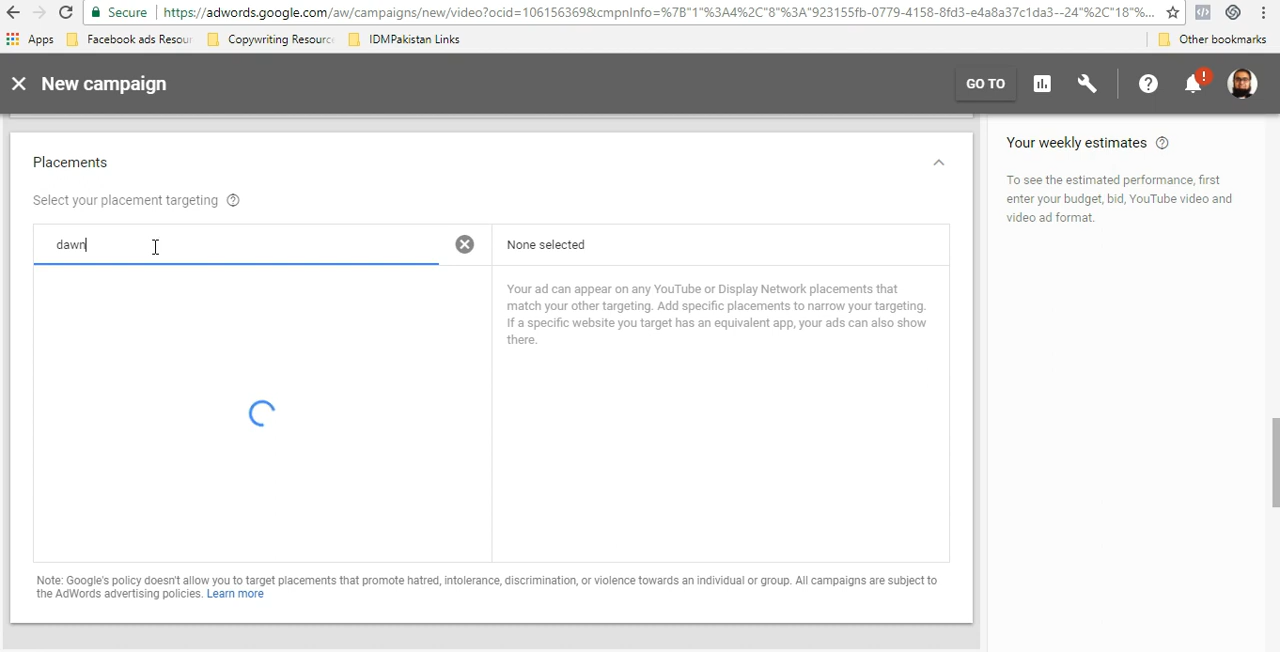 Secure https://adwords.google.com/aw/campaigns/new/video?ocid=106156369&cmpnInfo=%7B"1"%3A4%2C"8"%3A"923155fb-0779-4158-8fd3-e4a8a37c1da3--24"%2C"18"%...
Apps Facebook ads Resour Copywriting Resourc IDMPakistan Links Other bookmarks
New campaign GO TO !
Placements
Select your placement targeting ?
dawn
None selected
Your ad can appear on any YouTube or Display Network placements that
match your other targeting. Add specific placements to narrow your targeting.
If a specific website you target has an equivalent app, your ads can also show
there.
Note: Google's policy doesn't allow you to target placements that promote hatred, intolerance, discrimination, or violence towards an individual or group. All campaigns are subject to
the AdWords advertising policies. Learn more
Your weekly estimates ?
To see the estimated performance, first
enter your budget, bid, YouTube video and
video ad format.